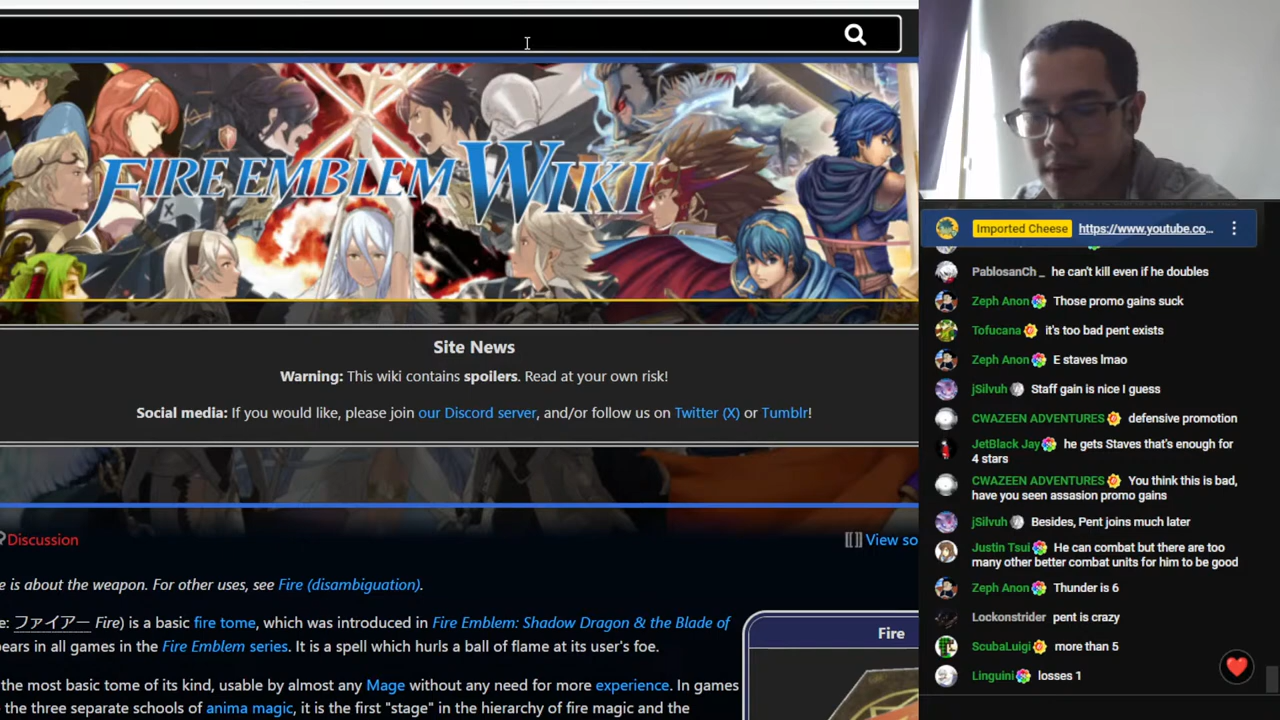 FIRE EMBLEM WIKI
Site News
Warning: This wiki contains spoilers. Read at your own risk!
Social media: If you would like, please join our Discord server, and/or follow us on Twitter (X) or Tumblr!
Discussion
View so
e is about the weapon. For other uses, see Fire (disambiguation).
e: ファイアー Fire) is a basic fire tome, which was introduced in Fire Emblem: Shadow Dragon & the Blade of
ears in all games in the Fire Emblem series. It is a spell which hurls a ball of flame at its user's foe.
the most basic tome of its kind, usable by almost any Mage without any need for more experience. In games
the three separate schools of anima magic, it is the first "stage" in the hierarchy of fire magic and the
Fire
Imported Cheese https://www.youtube.co...
PablosanCh _ he can't kill even if he doubles
Zeph Anon Those promo gains suck
Tofucana it's too bad pent exists
Zeph Anon E staves lmao
jSilvuh Staff gain is nice I guess
CWAZEEN ADVENTURES defensive promotion
JetBlack Jay he gets Staves that's enough for
4 stars
CWAZEEN ADVENTURES You think this is bad,
have you seen assasion promo gains
jSilvuh Besides, Pent joins much later
Justin Tsui He can combat but there are too
many other better combat units for him to be good
Zeph Anon Thunder is 6
Lockonstrider pent is crazy
ScubaLuigi more than 5
Linguini losses 1